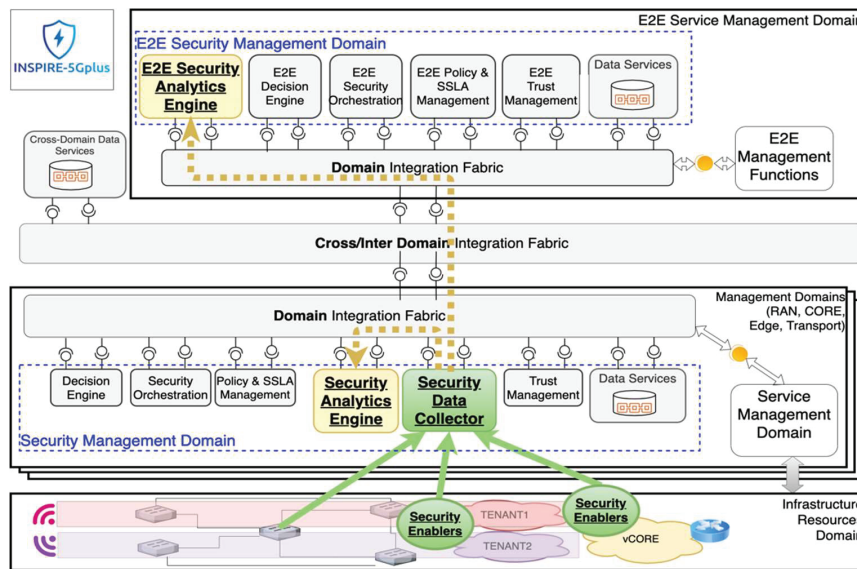 INSPIRE-5Gplus
E2E Service Management Domain
E2E Security Management Domain
E2E Security
Analytics
Engine
E2E
Decision
Engine
E2E
Security
Orchestration
E2E Policy &
SSLA
Management
E2E
Trust
Management
Data Services
Domain Integration Fabric
E2E
Management
Functions
Cross-Domain Data
Services
Cross/Inter Domain Integration Fabric
Domain Integration Fabric
Management Domains
(RAN, CORE,
Edge, Transport)
Decision
Engine
Security
Orchestration
Policy & SSLA
Management
Security
Analytics
Engine
Security
Data
Collector
Trust
Management
Data Services
Security Management Domain
Service
Management
Domain
Security
Enablers
TENANT1
Security
Enablers
vCORE
TENANT2
Infrastructure
Resources
Domain